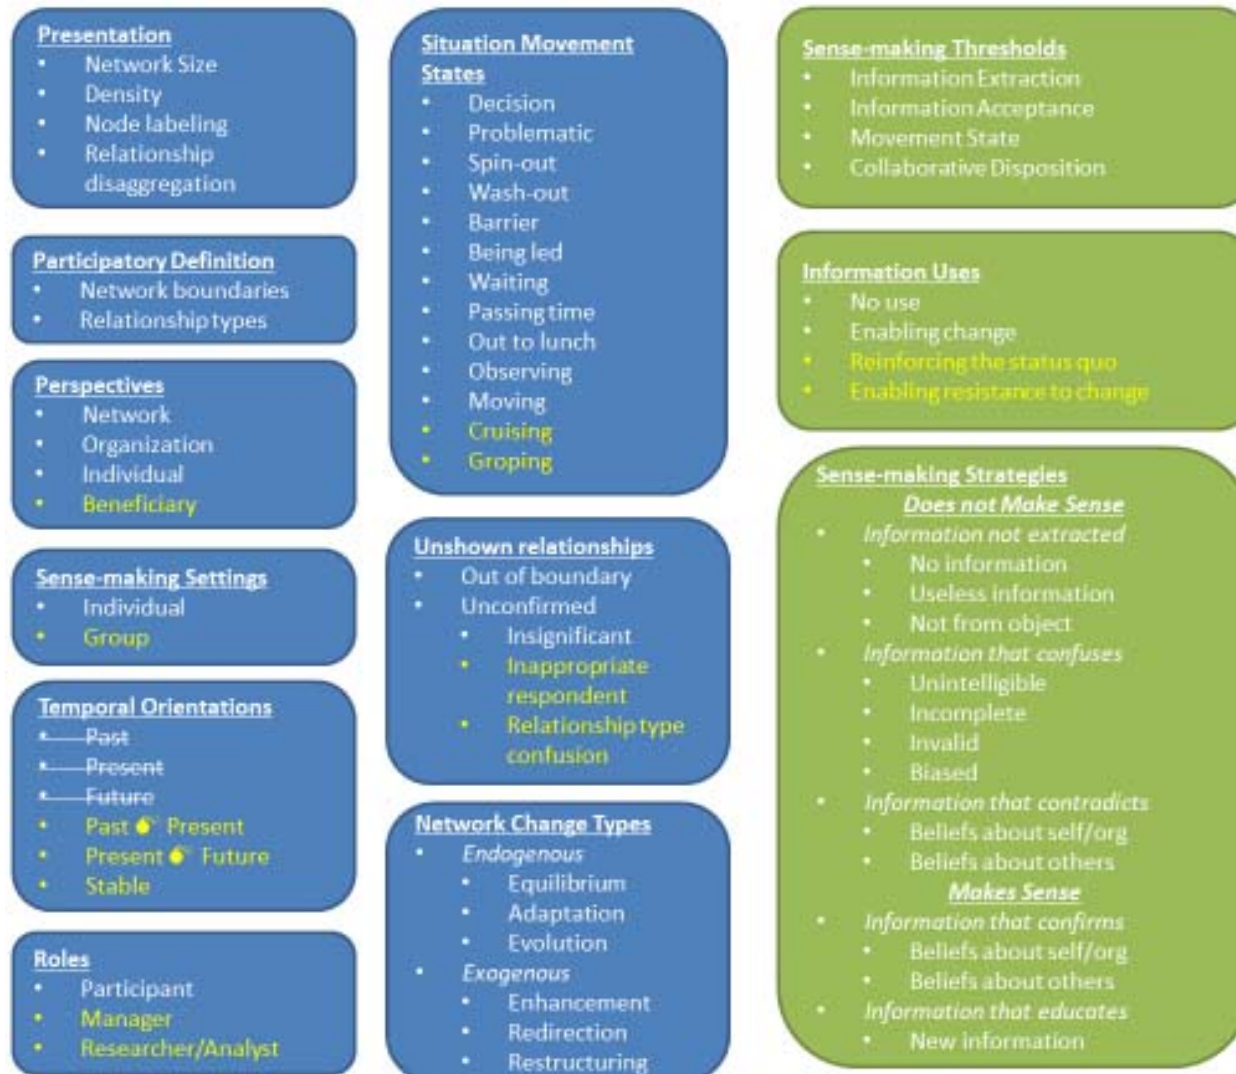 Presentation
• Network Size
• Density
• Node labeling
• Relationship
disaggregation
Participatory Definition
• Network boundaries
• Relationship types
Perspectives
• Network
• Organization
• Individual
• Beneficiary
Sense-making Settings
• Individual
• Group
Temporal Orientations
• Past
• Present
• Future
• Past 💣 Present
• Present 💣 Future
• Stable
Roles
• Participant
• Manager
• Researcher/Analyst
Situation Movement
States
• Decision
• Problematic
• Spin-out
• Wash-out
• Barrier
• Being led
• Waiting
• Passing time
• Out to lunch
• Observing
• Moving
• Cruising
• Groping
Unshown relationships
• Out of boundary
• Unconfirmed
• Insignificant
• Inappropriate
respondent
• Relationship type
confusion
Network Change Types
• Endogenous
• Equilibrium
• Adaptation
• Evolution
• Exogenous
• Enhancement
• Redirection
• Restructuring
Sense-making Thresholds
• Information Extraction
• Information Acceptance
• Movement State
• Collaborative Disposition
Information Uses
• No use
• Enabling change
• Reinforcing the status quo
• Enabling resistance to change
Sense-making Strategies
Does not Make Sense
• Information not extracted
• No information
• Useless information
• Not from object
• Information that confuses
• Unintelligible
• Incomplete
• Invalid
• Biased
• Information that contradicts
• Beliefs about self/org
• Beliefs about others
Makes Sense
• Information that confirms
• Beliefs about self/org
• Beliefs about others
• Information that educates
• New information